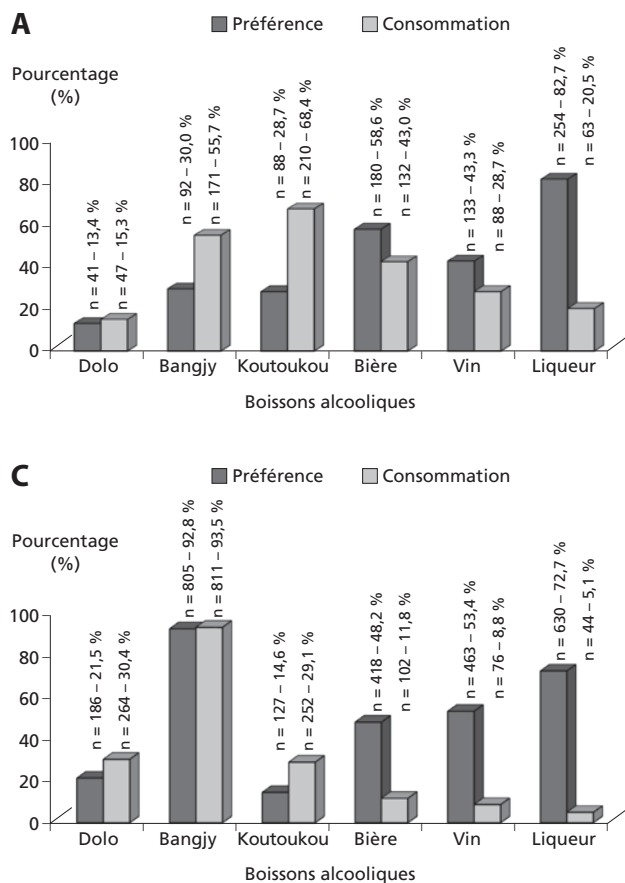 A
Préférence Consommation
Pourcentage
(%)
n = 41 – 13,4 %
n = 47 – 15,3 %
n = 92 – 30,0 %
n = 171 – 55,7 %
n = 88 – 28,7 %
n = 210 – 68,4 %
n = 180 – 58,6 %
n = 132 – 43,0 %
n = 133 – 43,3 %
n = 88 – 28,7 %
n = 254 – 82,7 %
n = 63 – 20,5 %
100
80
60
40
20
0
Dolo Bangjy Koutoukou Bière Vin Liqueur
Boissons alcooliques
C
Préférence Consommation
Pourcentage
(%)
n = 186 – 21,5 %
n = 264 – 30,4 %
n = 805 – 92,8 %
n = 811 – 93,5 %
n = 127 – 14,6 %
n = 252 – 29,1 %
n = 418 – 48,2 %
n = 102 – 11,8 %
n = 463 – 53,4 %
n = 76 – 8,8 %
n = 630 – 72,7 %
n = 44 – 5,1 %
100
80
60
40
20
0
Dolo Bangjy Koutoukou Bière Vin Liqueur
Boissons alcooliques